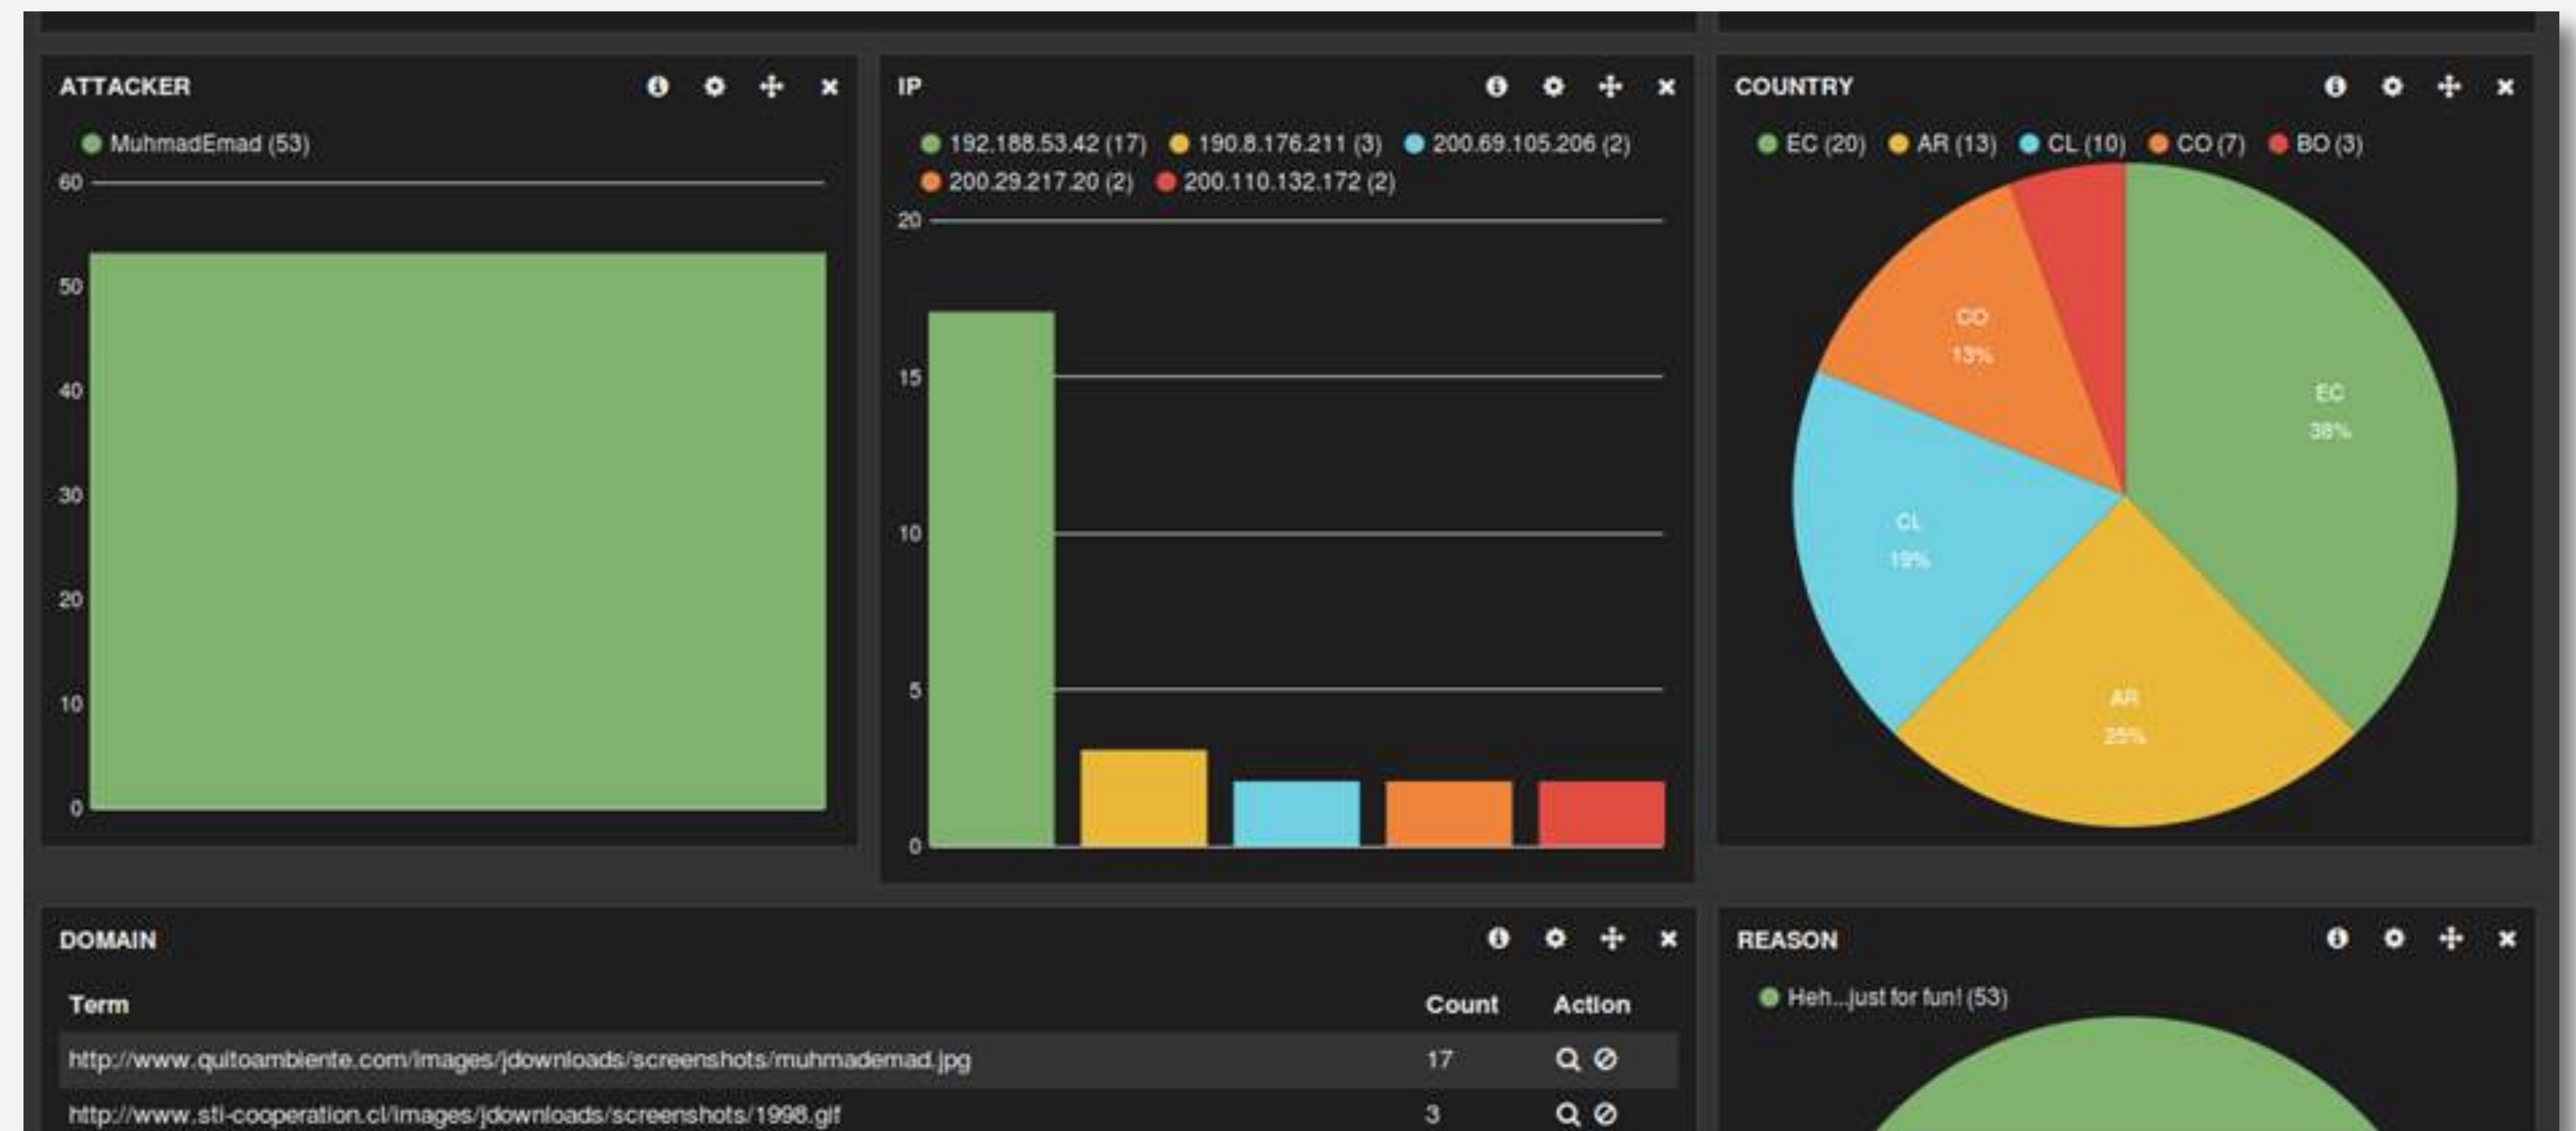 ATTACKER
MuhmadEmad (53)
60
50
40
30
20
10
0
IP
192.188.53.42 (17) 190.8.176.211 (3) 200.69.105.206 (2)
200.29.217.20 (2) 200.110.132.172 (2)
20
15
10
5
0
COUNTRY
EC (20) AR (13) CL (10) CO (7) BO (3)
CO
13%
EC
38%
CL
19%
AR
25%
DOMAIN
Term Count Action
http://www.quitoambiente.com/images/jdownloads/screenshots/muhmademad.jpg 17
http://www.sti-cooperation.cl/images/jdownloads/screenshots/1998.gif 3
REASON
Heh...just for fun! (53)